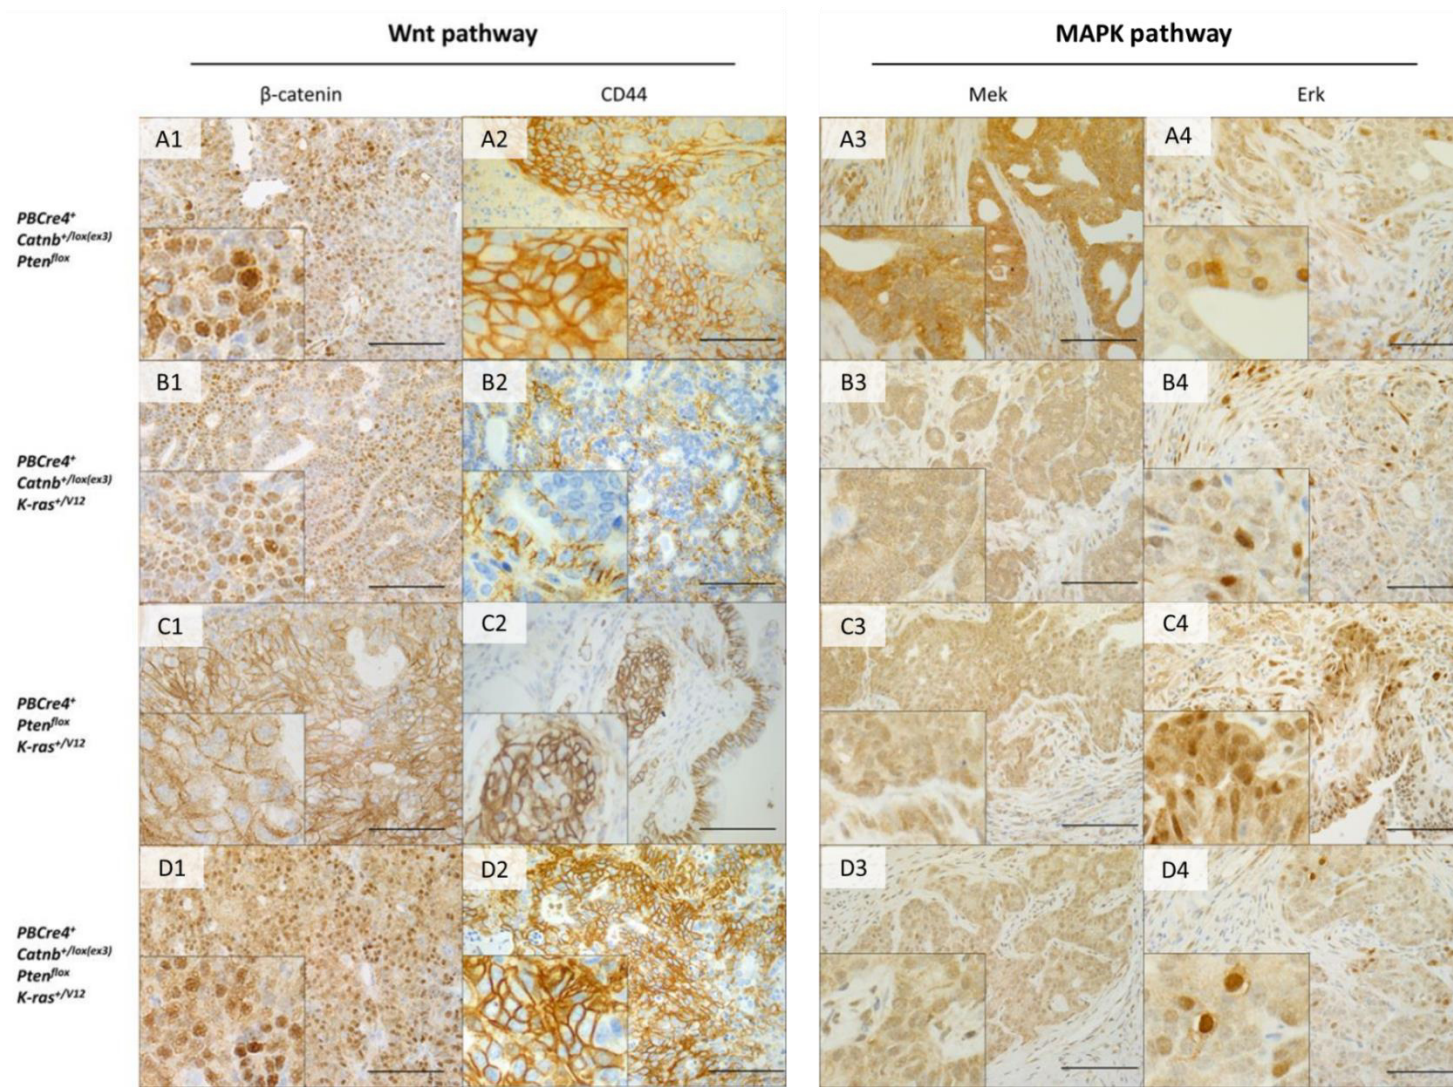 Wnt pathway
MAPK pathway
β-catenin
CD44
Mek
Erk
PBCre4⁺
Catnb⁺/lox(ex3)
Ptenflox
A1
A2
A3
A4
PBCre4⁺
Catnb⁺/lox(ex3)
K-ras⁺/V12
B1
B2
B3
B4
PBCre4⁺
Ptenflox
K-ras⁺/V12
C1
C2
C3
C4
PBCre4⁺
Catnb⁺/lox(ex3)
Ptenflox
K-ras⁺/V12
D1
D2
D3
D4